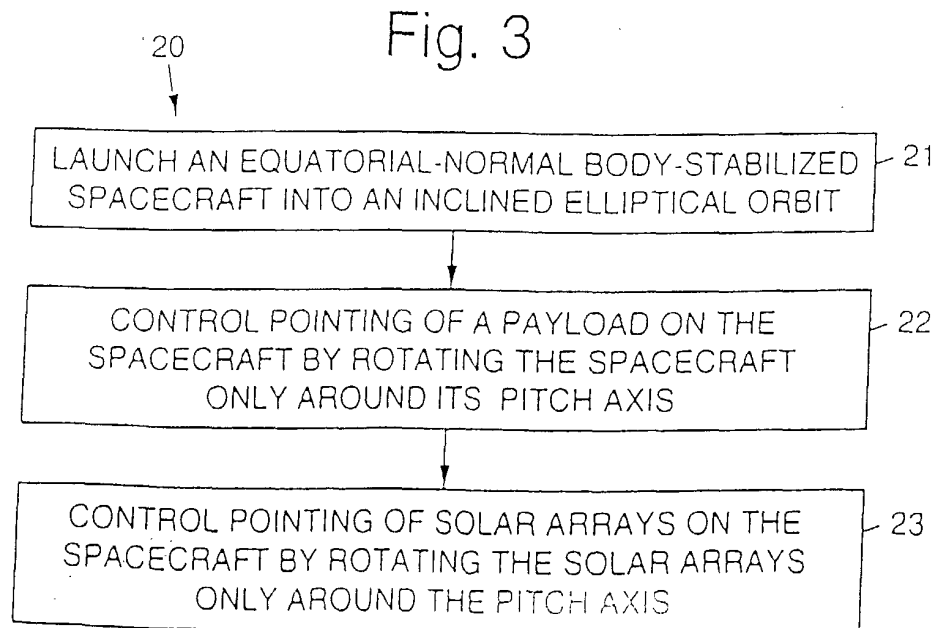 Fig. 3
20
LAUNCH AN EQUATORIAL-NORMAL BODY-STABILIZED
SPACECRAFT INTO AN INCLINED ELLIPTICAL ORBIT
21
CONTROL POINTING OF A PAYLOAD ON THE
SPACECRAFT BY ROTATING THE SPACECRAFT
ONLY AROUND ITS PITCH AXIS
22
CONTROL POINTING OF SOLAR ARRAYS ON THE
SPACECRAFT BY ROTATING THE SOLAR ARRAYS
ONLY AROUND THE PITCH AXIS
23